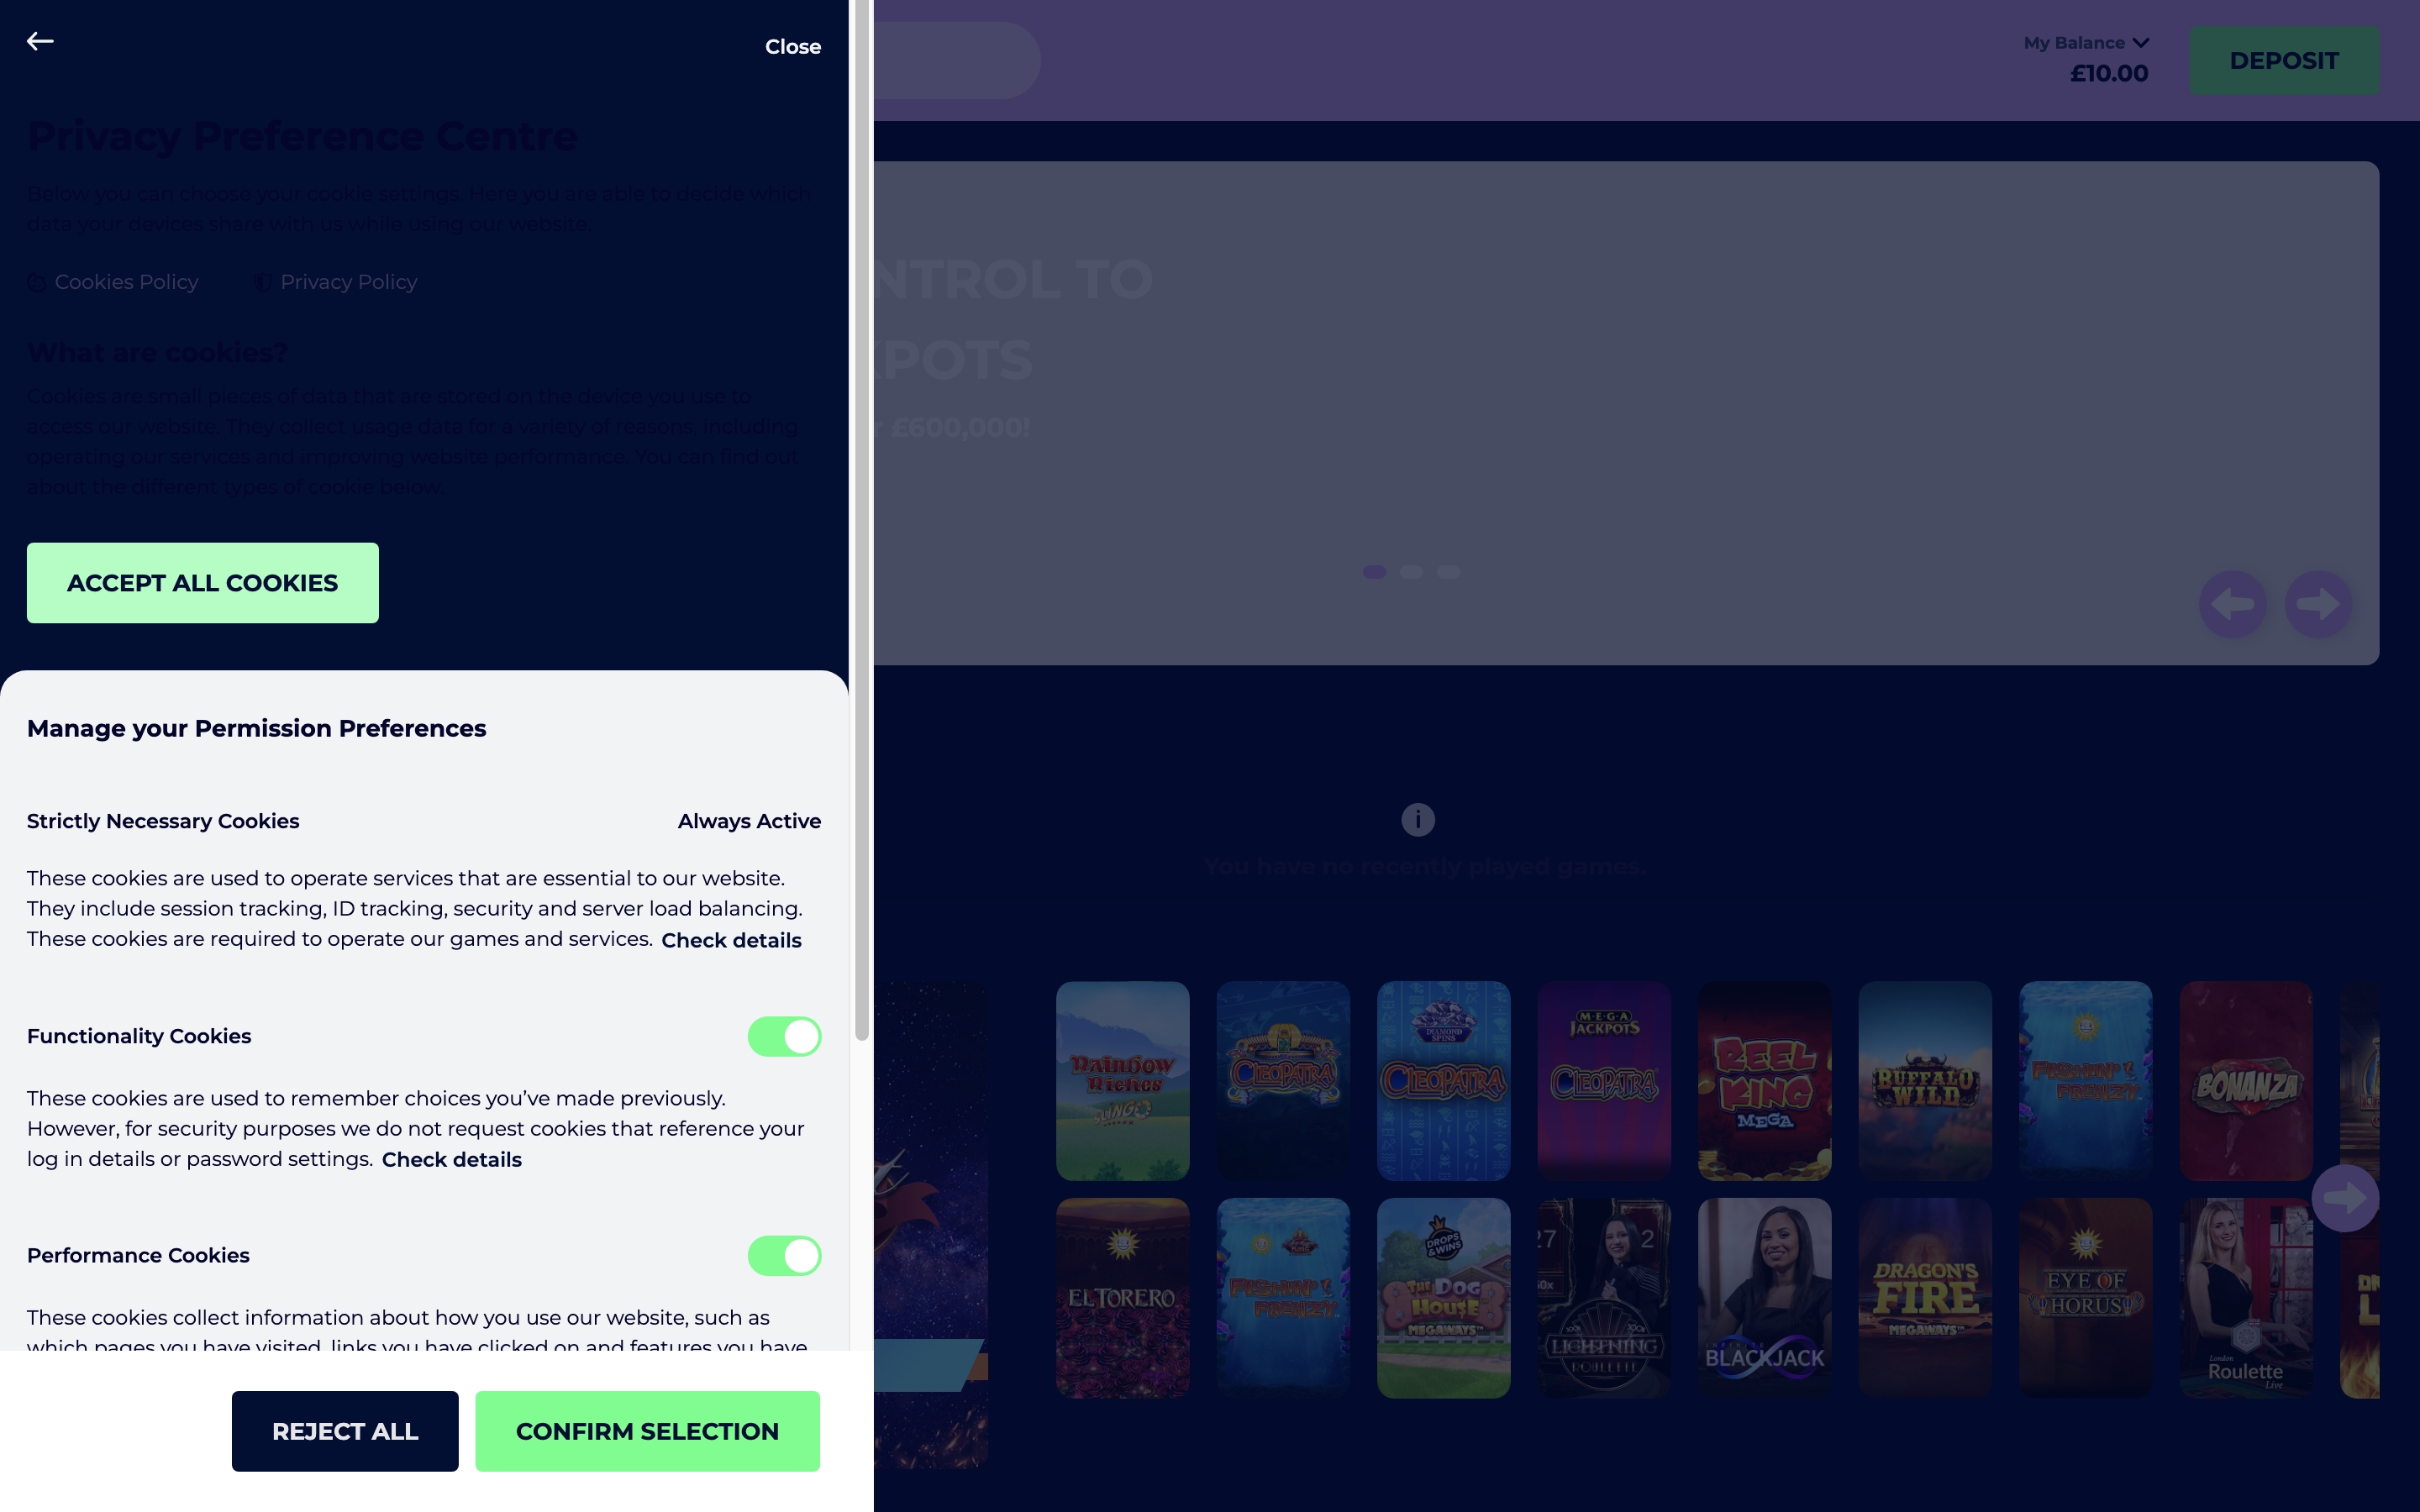 Close
My Balance
£10.00
DEPOSIT
Privacy Preference Centre
Below you can choose your cookie settings. Here you are able to decide which
data your devices share with us while using our website.
Cookies Policy
Privacy Policy
What are cookies?
Cookies are small pieces of data that are stored on the device you use to
access our website. They collect usage data for a variety of reasons, including
operating our services and improving website performance. You can find out
about the different types of cookie below.
ACCEPT ALL COOKIES
NTROL TO
KPOTS
r £600,000!
Manage your Permission Preferences
Strictly Necessary Cookies
Always Active
These cookies are used to operate services that are essential to our website.
They include session tracking, ID tracking, security and server load balancing.
These cookies are required to operate our games and services. Check details
Functionality Cookies
These cookies are used to remember choices you’ve made previously.
However, for security purposes we do not request cookies that reference your
log in details or password settings. Check details
Performance Cookies
These cookies collect information about how you use our website, such as
which pages you have visited, links you have clicked on and features you have
REJECT ALL
CONFIRM SELECTION
You have no recently played games.
Rainbow
Riches
SLINGO
CLEOPATRA
DIAMOND
SPINS
CLEOPATRA
MEGA
JACKPOTS
CLEOPATRA
REEL
KING
MEGA
BUFFALO
WILD
FISHIN'
FRENZY
BONANZA
EL TORERO
FISHIN'
FRENZY
DROPS
& WINS
THE DOG
HOUSE
MEGAWAYS™
27
2
LIGHTNING
ROULETTE
BLACKJACK
DRAGON'S
FIRE
MEGAWAYS™
EYE OF
HORUS
London
Roulette
Live